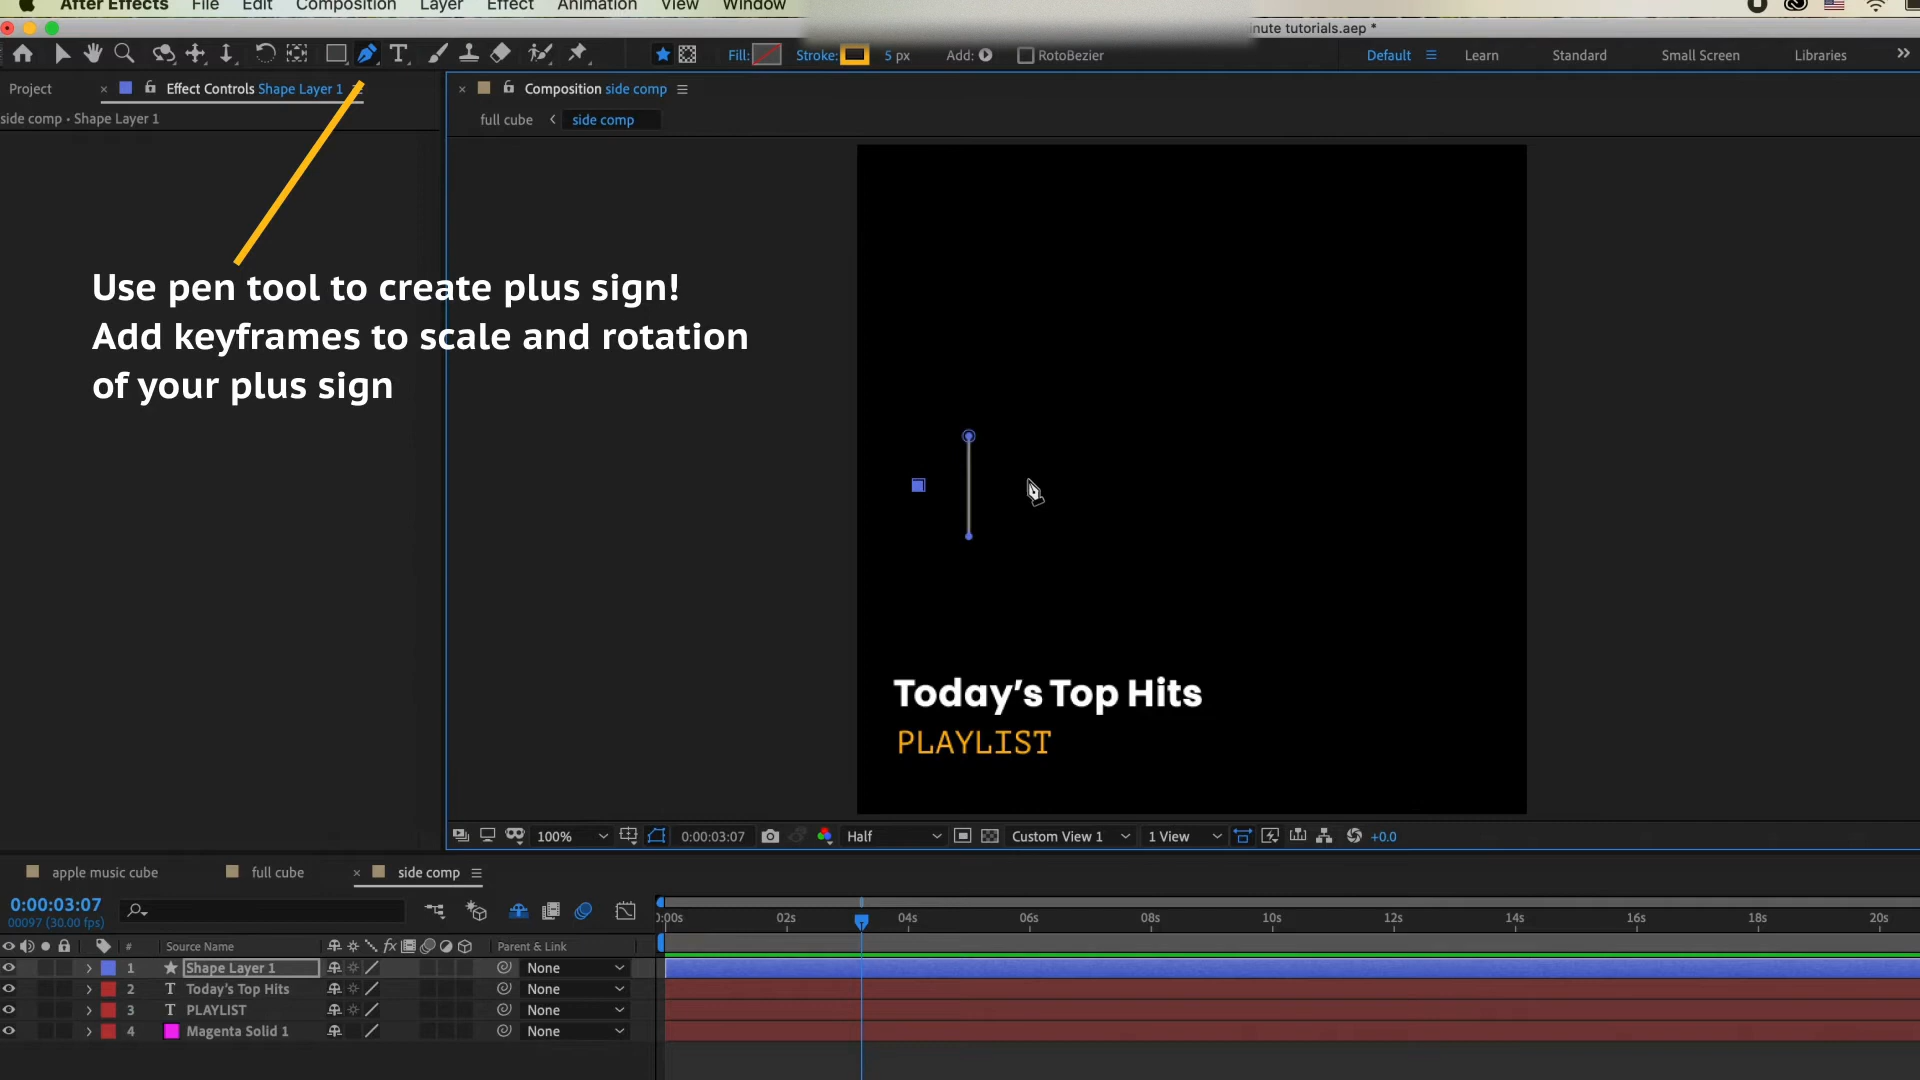 After Effects File Edit Composition Layer Effect Animation View Window
inute tutorials.aep *
Fill: Stroke: 5 px Add: RotoBezier Default Learn Standard Small Screen Libraries
Project Effect Controls Shape Layer 1 Composition side comp
side comp • Shape Layer 1
full cube side comp
Use pen tool to create plus sign!
Add keyframes to scale and rotation
of your plus sign
Today's Top Hits
PLAYLIST
100% 0:00:03:07 Half Custom View 1 1 View +0.0
apple music cube full cube side comp
0:00:03:07
00097 (30.00 fps)
:00s 02s 04s 06s 08s 10s 12s 14s 16s 18s 20s
# Source Name fx Parent & Link
1 Shape Layer 1 None
2 T Today's Top Hits None
3 T PLAYLIST None
4 Magenta Solid 1 None